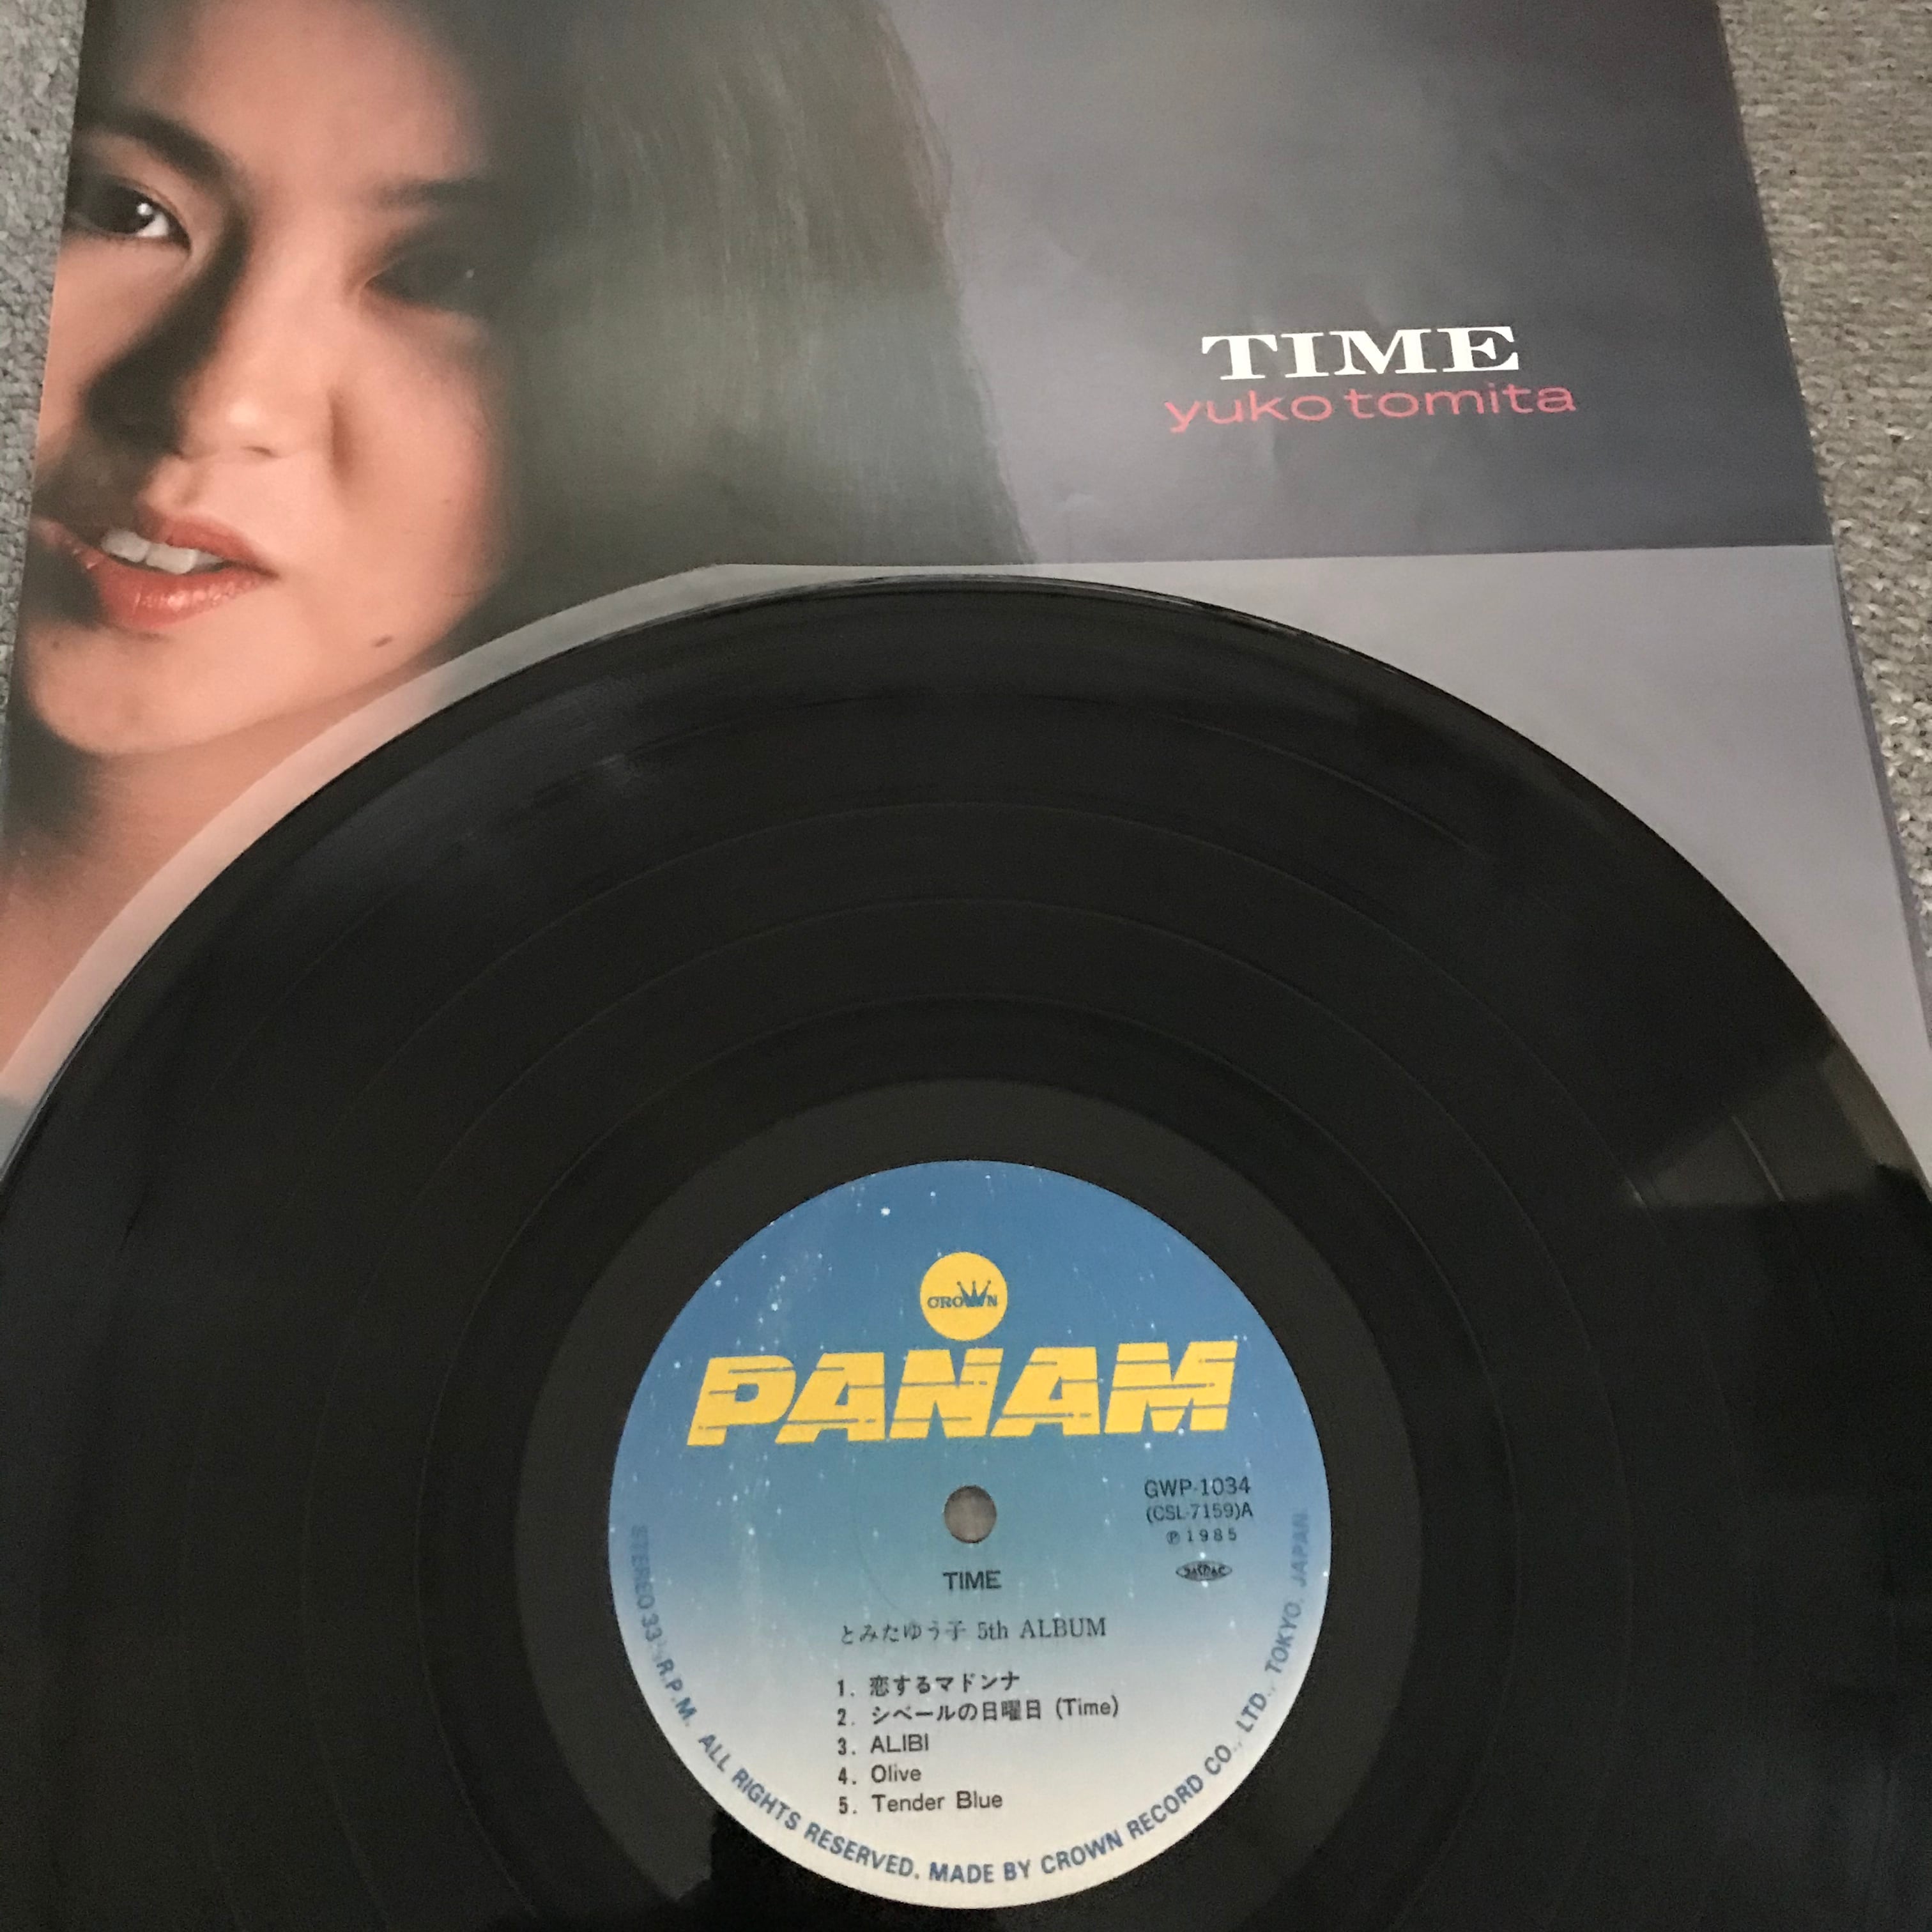 TIME
yuko tomita
CROWN
PANAM
GWP-1034
(CSL-7159)A
Ⓟ1985
JASRAC
TIME
とみたゆう子 5th ALBUM
1. 恋するマドンナ
2. シベールの日曜日 (Time)
3. ALIBI
4. Olive
5. Tender Blue
STEREO 33⅓ R.P.M. ALL RIGHTS RESERVED. MADE BY CROWN RECORD CO., LTD., TOKYO, JAPAN